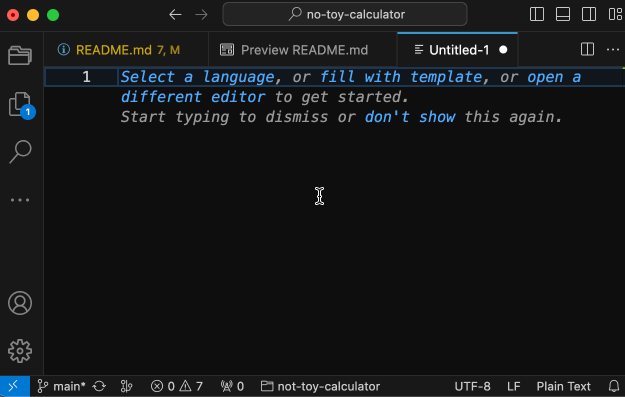 no-toy-calculator
README.md 7, M
Preview README.md
Untitled-1
1
1 Select a language, or fill with template, or open a
different editor to get started.
Start typing to dismiss or don't show this again.
main*
0 7
0
not-toy-calculator
UTF-8
LF
Plain Text